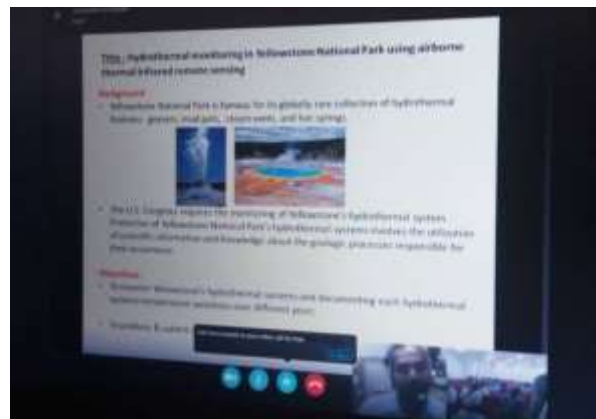 Title: Hydrothermal monitoring in Yellowstone National Park using airborne
thermal infrared remote sensing
Background
• Yellowstone National Park is famous for its globally rare collection of hydrothermal
features- geysers, mud pots, steam vents, and hot springs.
• The U.S. Congress requires the monitoring of Yellowstone's hydrothermal system.
Protection of Yellowstone National Park's hydrothermal systems involves the utilization
of scientific information and knowledge about the geologic processes responsible for
their occurrence.
Objectives
• hydrothermal systems and documenting each hydrothermal
temperature variations over different years